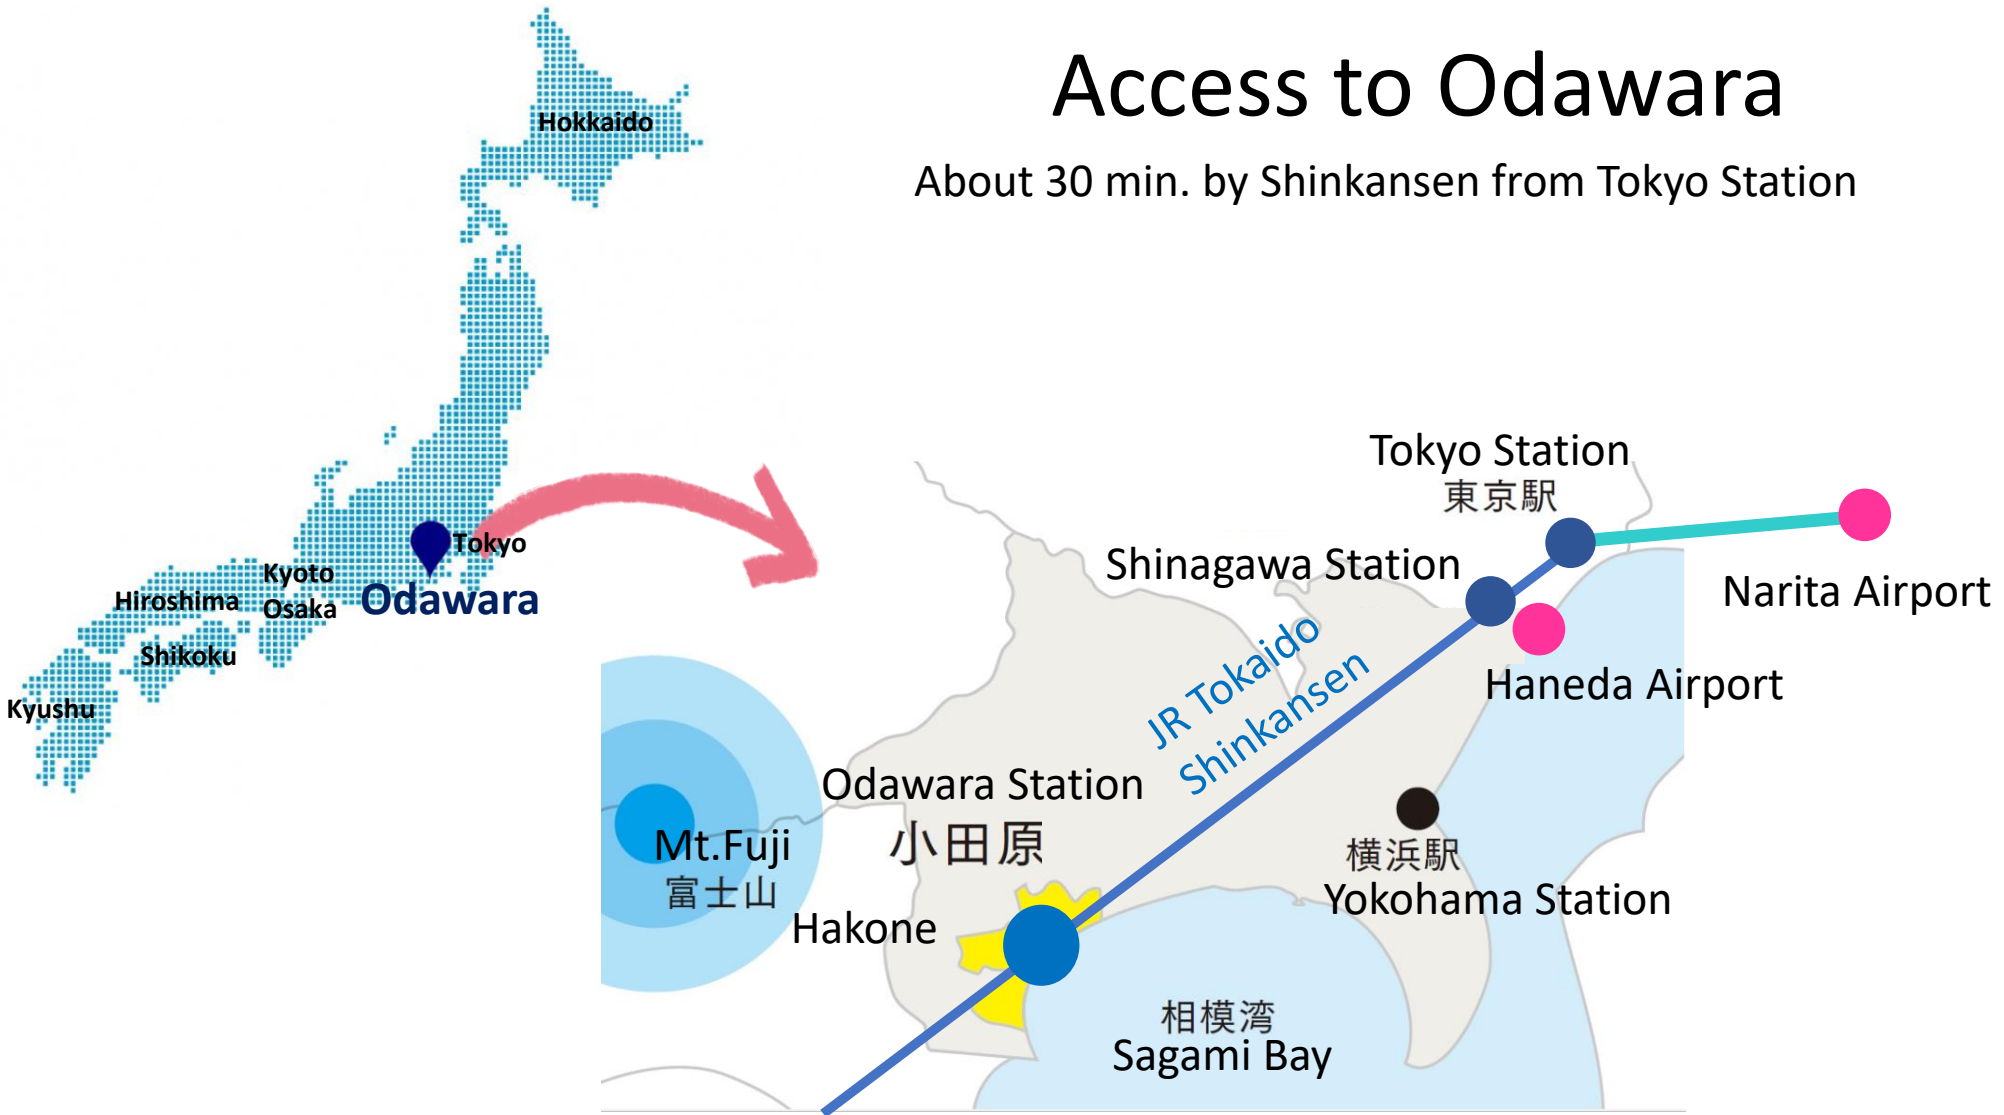 Access to Odawara
About 30 min. by Shinkansen from Tokyo Station
Hokkaido
Tokyo
Kyoto
Odawara
Hiroshima
Osaka
Shikoku
Kyushu
Tokyo Station
東京駅
Shinagawa Station
Narita Airport
Haneda Airport
JR Tokaido
Shinkansen
Odawara Station
小田原
Mt.Fuji
富士山
横浜駅
Yokohama Station
Hakone
相模湾
Sagami Bay